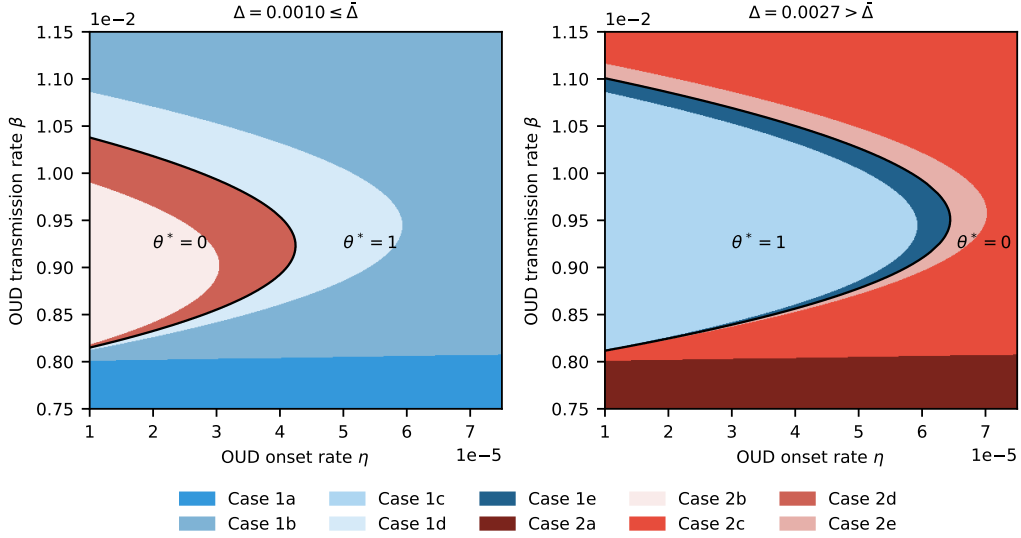 Δ = 0.0010 ≤ Δ̄
1e−2
1.15
1.10
1.05
1.00
0.95
0.90
0.85
0.80
0.75
OUD transmission rate β
θ* = 0
θ* = 1
1 2 3 4 5 6 7
OUD onset rate η
1e−5
Δ = 0.0027 > Δ̄
1e−2
1.15
1.10
1.05
1.00
0.95
0.90
0.85
0.80
0.75
OUD transmission rate β
θ* = 1
θ* = 0
1 2 3 4 5 6 7
OUD onset rate η
1e−5
Case 1a Case 1c Case 1e Case 2b Case 2d
Case 1b Case 1d Case 2a Case 2c Case 2e